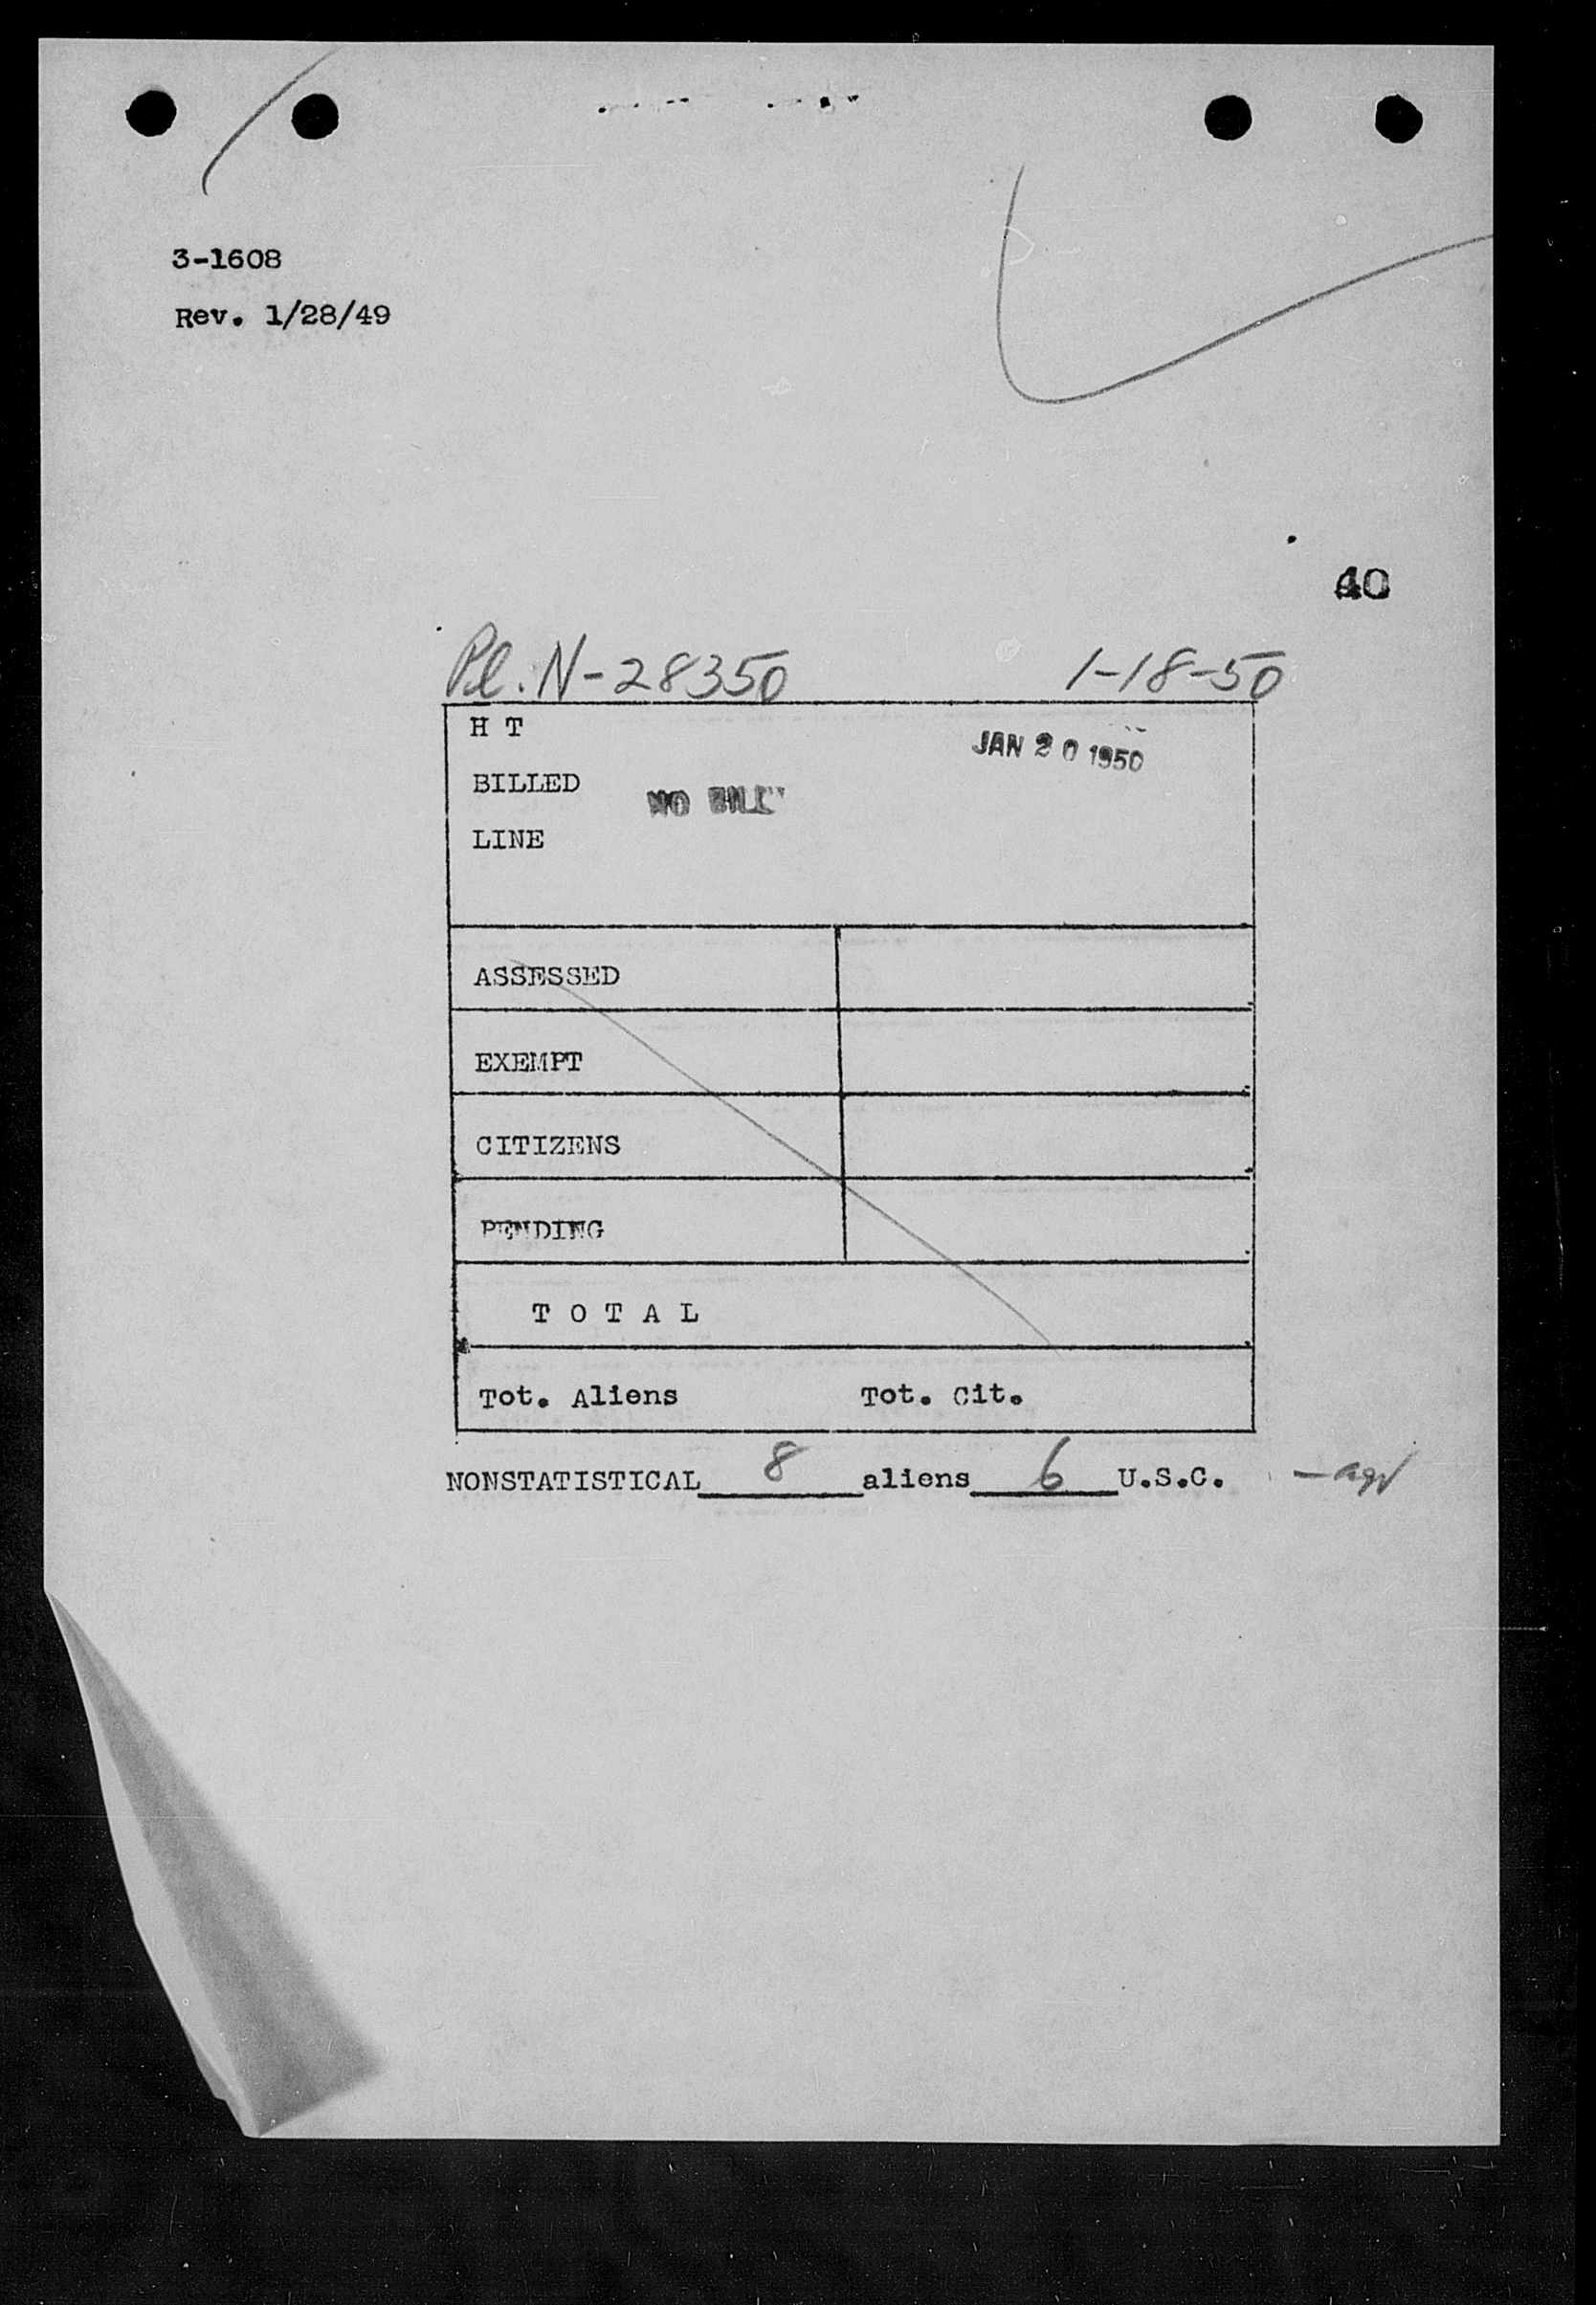 3-1608
Rev. 1/28/49
40
Pl. N-28350 1-18-50
H T
JAN 20 1950
BILLED NO BILL
LINE
ASSESSED
EXEMPT
CITIZENS
PENDING
T O T A L
Tot. Aliens Tot. Cit.
NONSTATISTICAL 8 aliens 6 U.S.C.